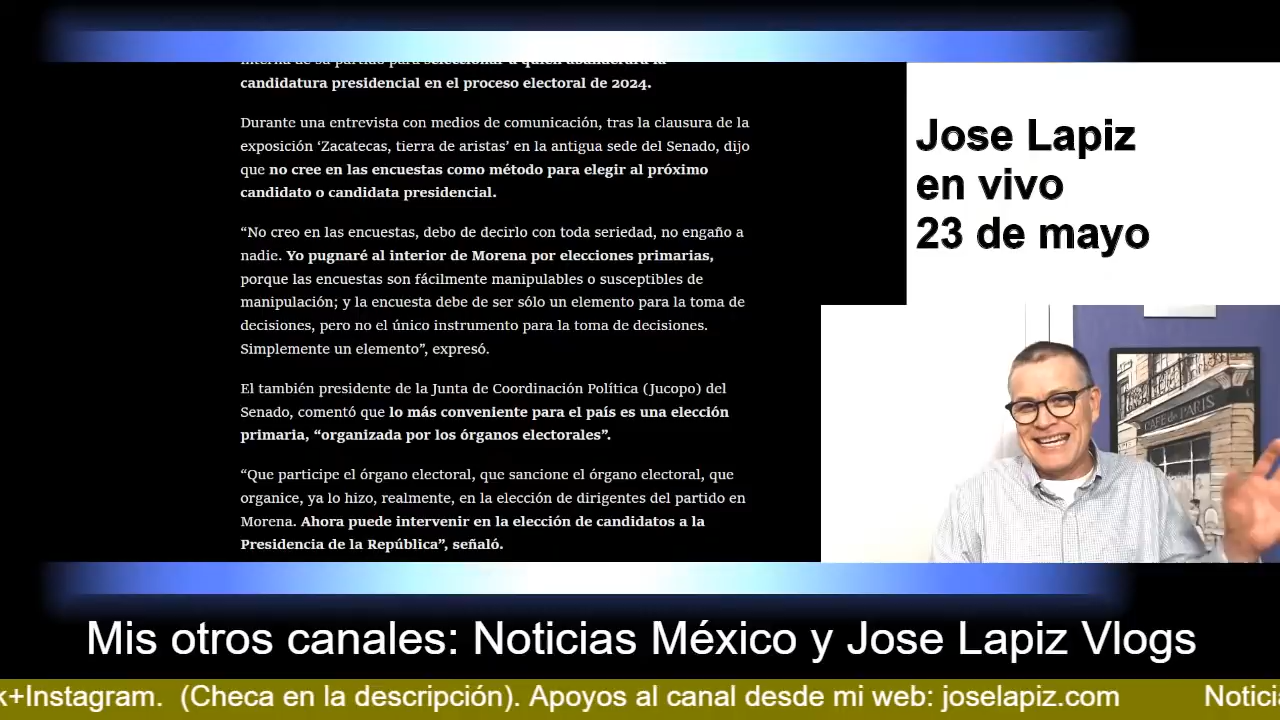 interna de su partido para seleccionar a quien abanderará la
candidatura presidencial en el proceso electoral de 2024.
Durante una entrevista con medios de comunicación, tras la clausura de la
exposición ‘Zacatecas, tierra de aristas’ en la antigua sede del Senado, dijo
que no cree en las encuestas como método para elegir al próximo
candidato o candidata presidencial.
“No creo en las encuestas, debo de decirlo con toda seriedad, no engaño a
nadie. Yo pugnaré al interior de Morena por elecciones primarias,
porque las encuestas son fácilmente manipulables o susceptibles de
manipulación; y la encuesta debe de ser sólo un elemento para la toma de
decisiones, pero no el único instrumento para la toma de decisiones.
Simplemente un elemento”, expresó.
El también presidente de la Junta de Coordinación Política (Jucopo) del
Senado, comentó que lo más conveniente para el país es una elección
primaria, “organizada por los órganos electorales”.
“Que participe el órgano electoral, que sancione el órgano electoral, que
organice, ya lo hizo, realmente, en la elección de dirigentes del partido en
Morena. Ahora puede intervenir en la elección de candidatos a la
Presidencia de la República”, señaló.
Jose Lapiz
en vivo
23 de mayo
CAFE de PARIS
Mis otros canales: Noticias México y Jose Lapiz Vlogs
k+Instagram. (Checa en la descripción). Apoyos al canal desde mi web: joselapiz.com Notici